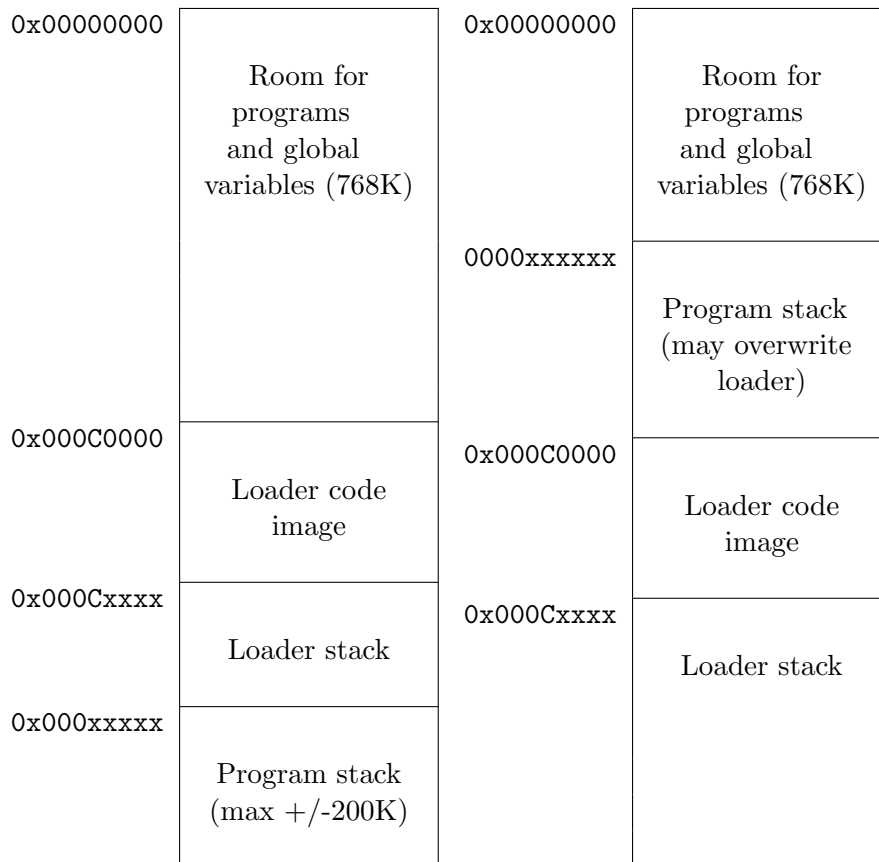 0x00000000
Room for
programs
and global
variables (768K)
0x000C0000
Loader code
image
0x000Cxxxx
Loader stack
0x000xxxxx
Program stack
(max +/-200K)
0x00000000
Room for
programs
and global
variables (768K)
0000xxxxxx
Program stack
(may overwrite
loader)
0x000C0000
Loader code
image
0x000Cxxxx
Loader stack